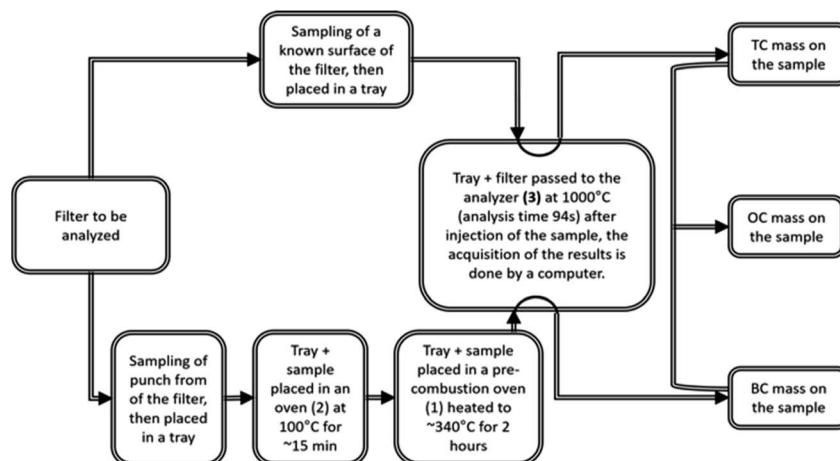 Sampling of a
known surface of
the filter, then
placed in a tray
TC mass on
the sample
Filter to be
analyzed
Tray + filter passed to the
analyzer (3) at 1000°C
(analysis time 94s) after
injection of the sample, the
acquisition of the results is
done by a computer.
OC mass on
the sample
Sampling of
punch from
of the filter,
then placed
in a tray
Tray +
sample
placed in an
oven (2) at
100°C for
~15 min
Tray + sample
placed in a pre-
combustion oven
(1) heated to
~340°C for 2
hours
BC mass on
the sample